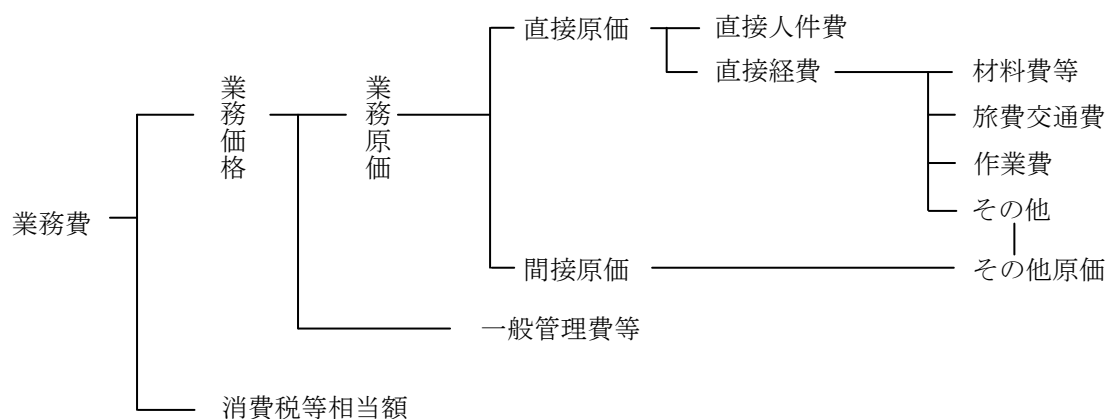 業務費
業務価格
業務原価
直接原価
直接人件費
直接経費
材料費等
旅費交通費
作業費
その他
間接原価
その他原価
一般管理費等
消費税等相当額